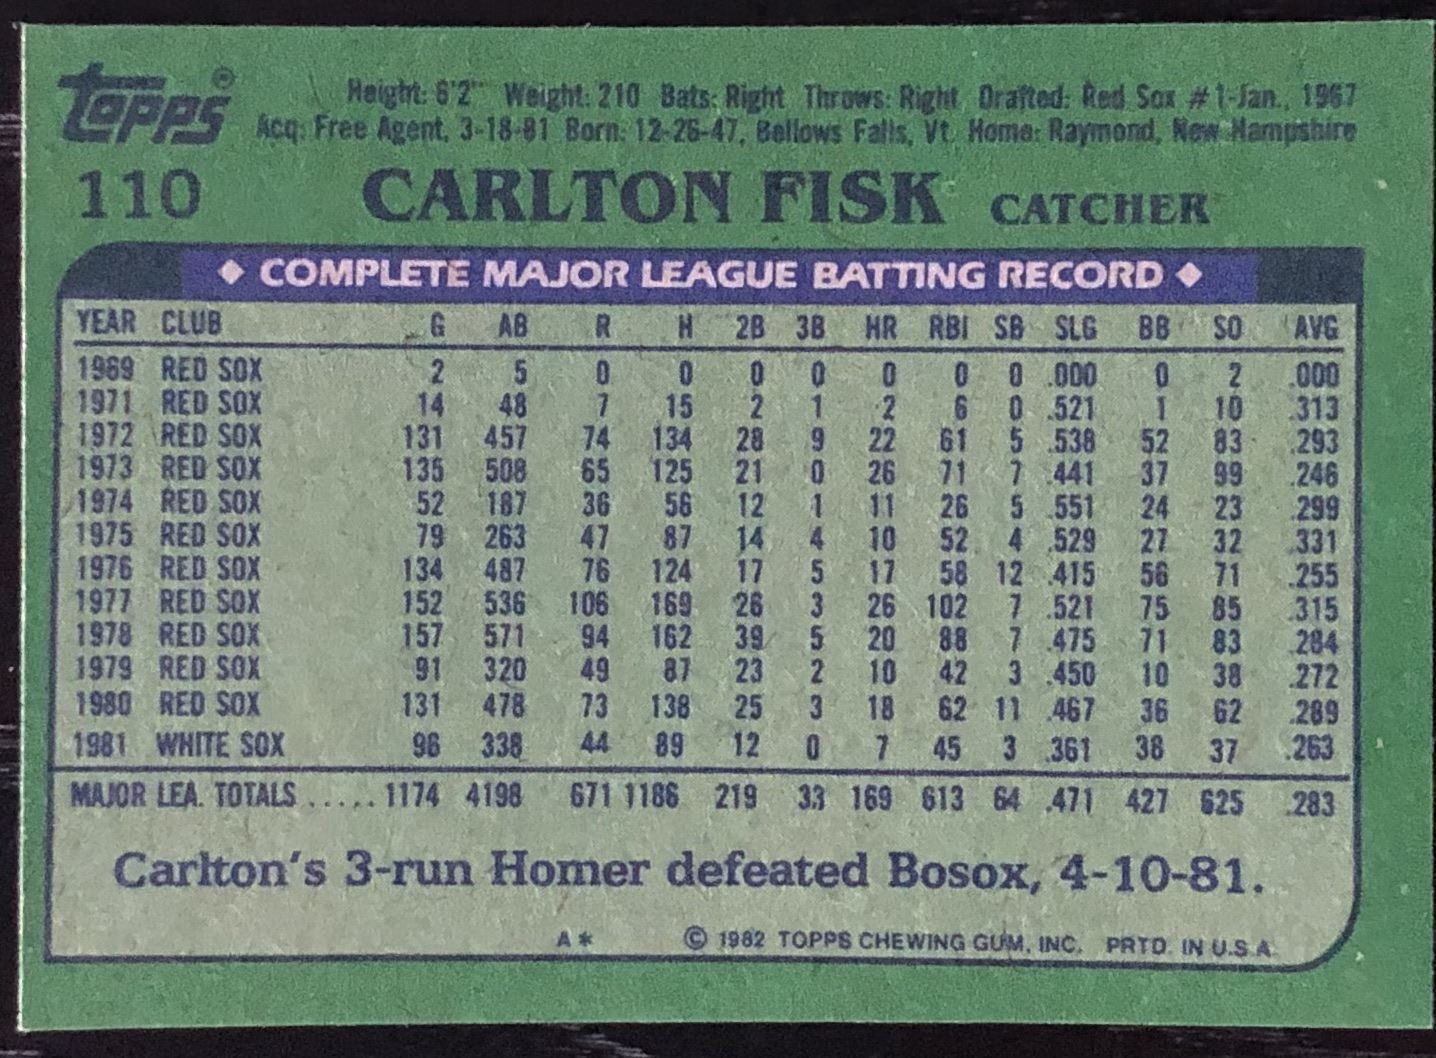 Topps® Height: 6'2" Weight: 210 Bats: Right Throws: Right Drafted: Red Sox #1-Jan., 1967
Acq: Free Agent, 3-18-81 Born: 12-26-47, Bellows Falls, Vt. Home: Raymond, New Hampshire
110 CARLTON FISK CATCHER
◆ COMPLETE MAJOR LEAGUE BATTING RECORD ◆
YEAR CLUB G AB R H 2B 3B HR RBI SB SLG BB SO AVG
1969 RED SOX 2 5 0 0 0 0 0 0 0 .000 0 2 .000
1971 RED SOX 14 48 7 15 2 1 2 6 0 .521 1 10 .313
1972 RED SOX 131 457 74 134 28 9 22 61 5 .538 52 83 .293
1973 RED SOX 135 508 65 125 21 0 26 71 7 .441 37 99 .246
1974 RED SOX 52 187 36 56 12 1 11 26 5 .551 24 23 .299
1975 RED SOX 79 263 47 87 14 4 10 52 4 .529 27 32 .331
1976 RED SOX 134 487 76 124 17 5 17 58 12 .415 56 71 .255
1977 RED SOX 152 536 106 169 26 3 26 102 7 .521 75 85 .315
1978 RED SOX 157 571 94 162 39 5 20 88 7 .475 71 83 .284
1979 RED SOX 91 320 49 87 23 2 10 42 3 .450 10 38 .272
1980 RED SOX 131 478 73 138 25 3 18 62 11 .467 36 62 .289
1981 WHITE SOX 96 338 44 89 12 0 7 45 3 .361 38 37 .263
MAJOR LEA. TOTALS ..... 1174 4198 671 1186 219 33 169 613 64 .471 427 625 .283
Carlton's 3-run Homer defeated Bosox, 4-10-81.
A* © 1982 TOPPS CHEWING GUM, INC. PRTD. IN U.S.A.